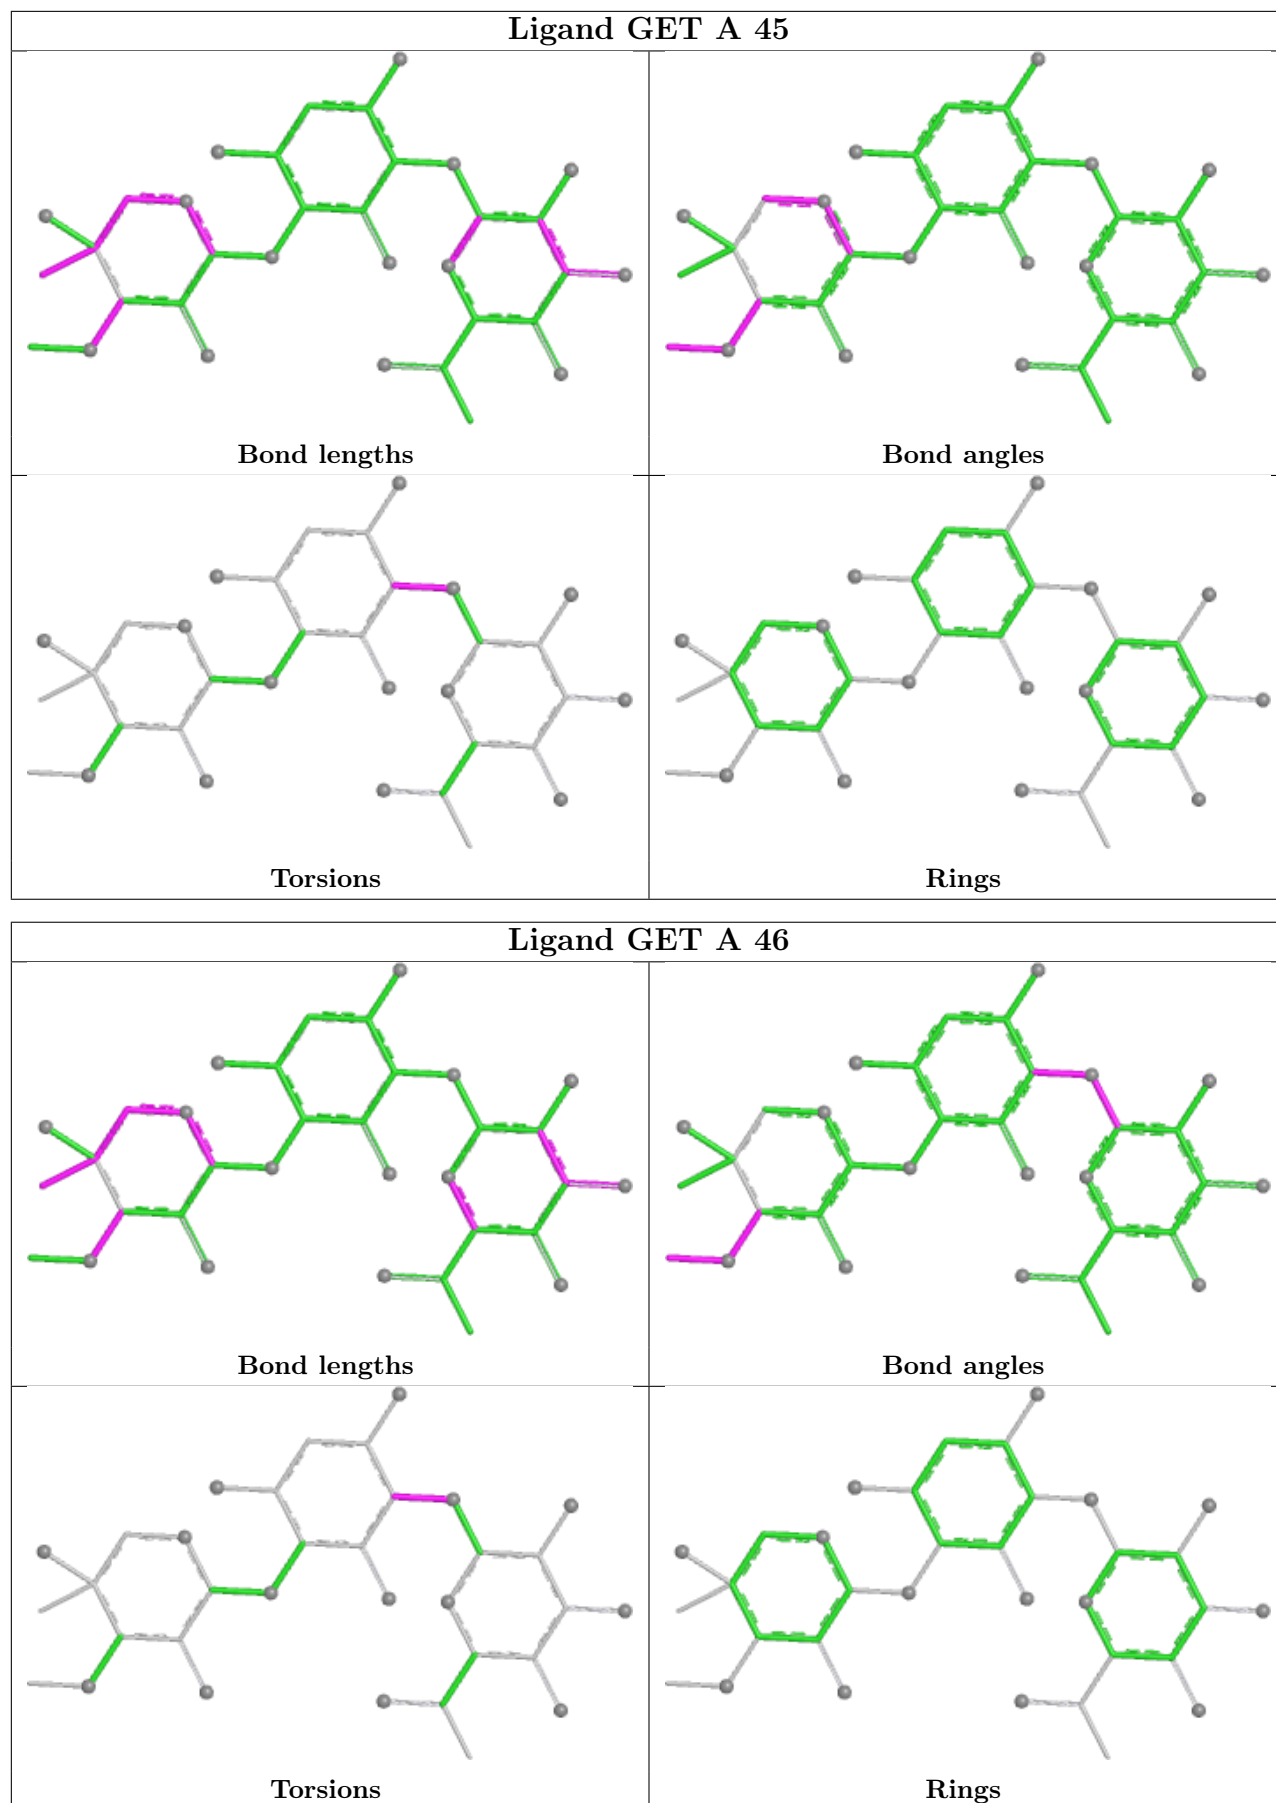 Ligand GET A 45
Bond lengths
Bond angles
Torsions
Rings
Ligand GET A 46
Bond lengths
Bond angles
Torsions
Rings